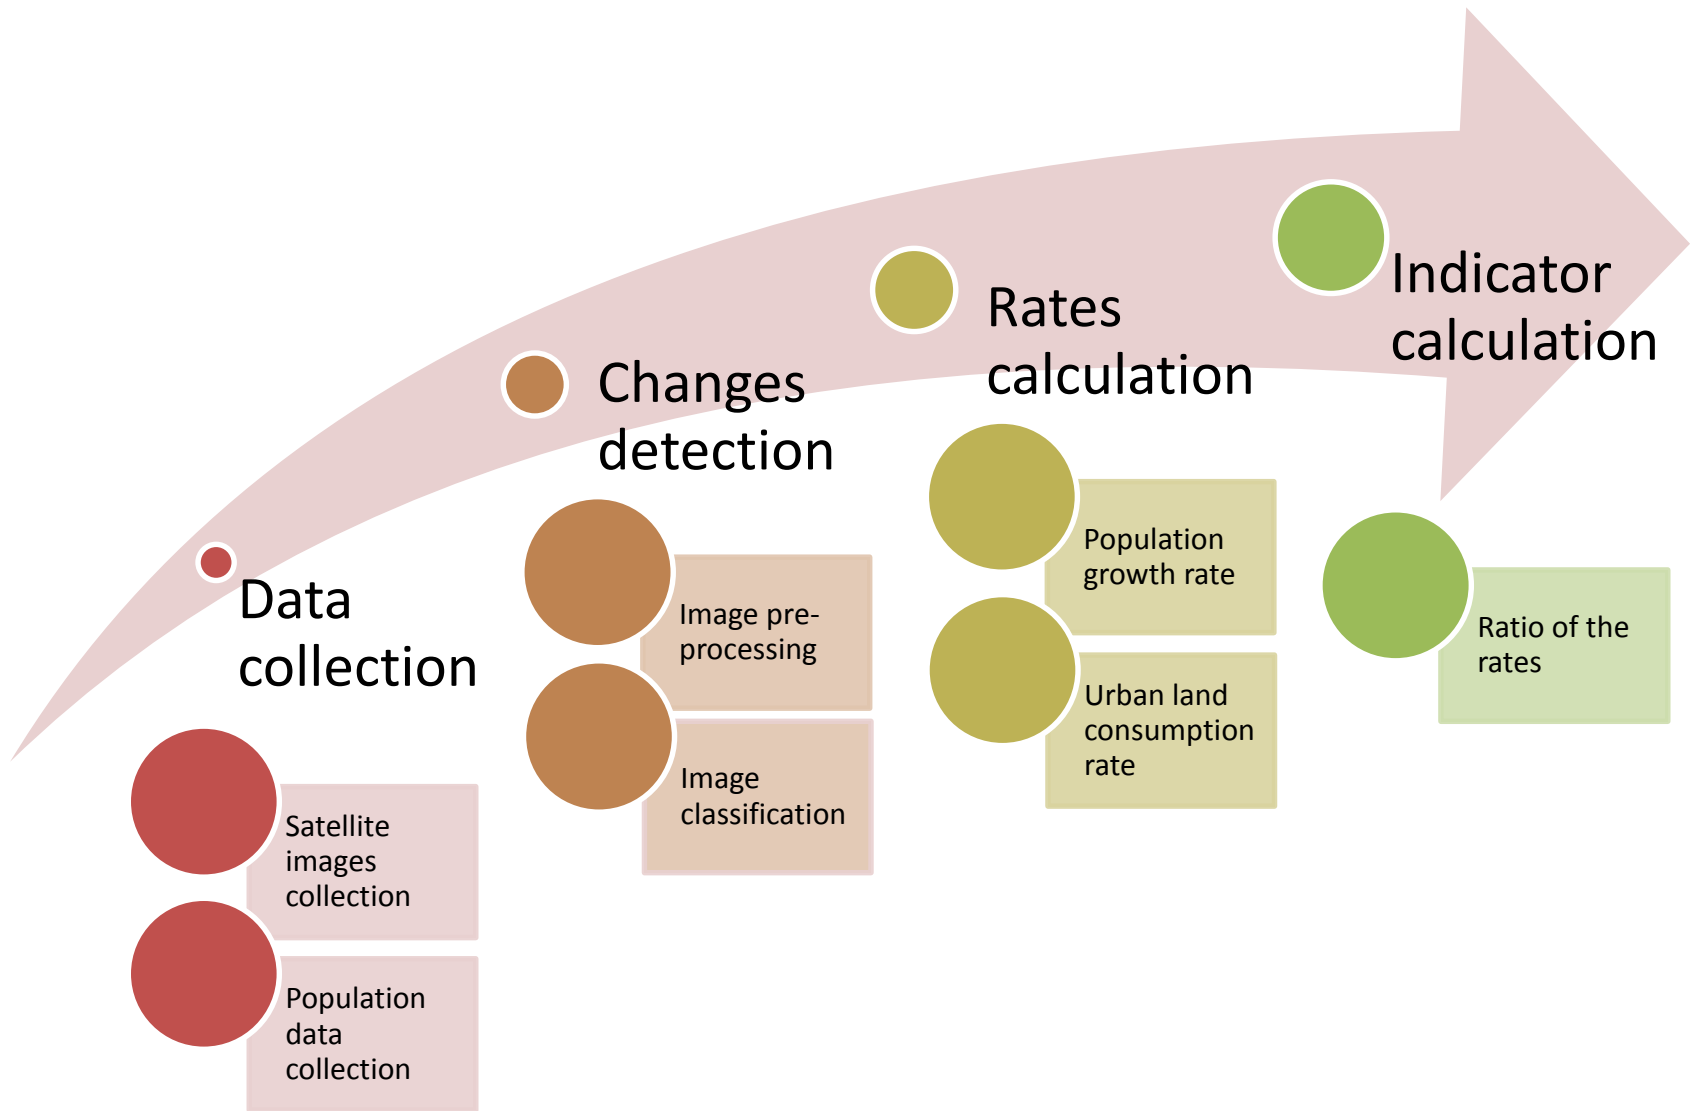 Data
collection
Satellite
images
collection
Population
data
collection
Changes
detection
Image pre-
processing
Image
classification
Rates
calculation
Population
growth rate
Urban land
consumption
rate
Indicator
calculation
Ratio of the
rates